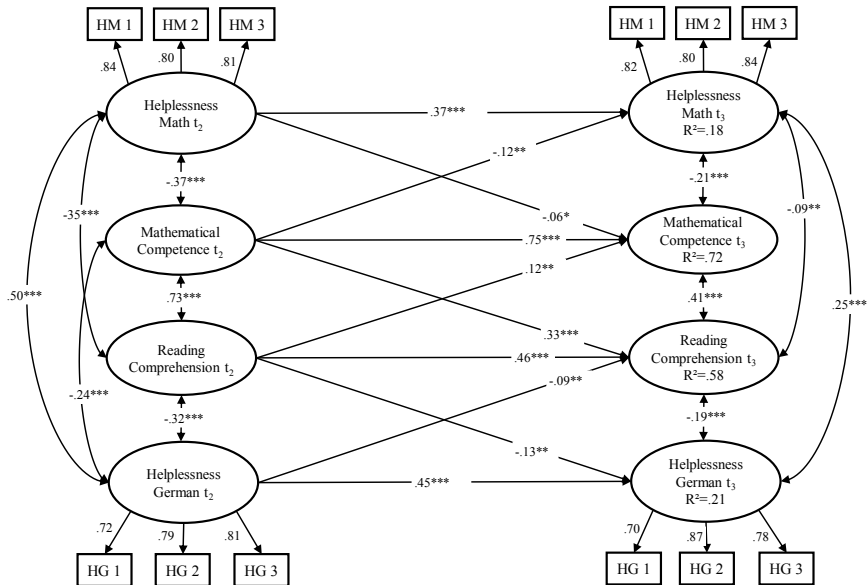 HM 1
HM 2
HM 3
HM 1
HM 2
HM 3
.84
.80
.81
.82
.80
.84
Helplessness
Math t2
Helplessness
Math t3
R²=.18
.37***
-.12**
-.37***
-.21***
-35***
-.06*
-.09**
Mathematical
Competence t2
Mathematical
Competence t3
R²=.72
.75***
.12**
.50***
.73***
.41***
.25***
.33***
Reading
Comprehension t2
Reading
Comprehension t3
R²=.58
.46***
-.09**
-.24***
-.32***
-.19***
-.13**
Helplessness
German t2
Helplessness
German t3
R²=.21
.45***
.72
.79
.81
.70
.87
.78
HG 1
HG 2
HG 3
HG 1
HG 2
HG 3